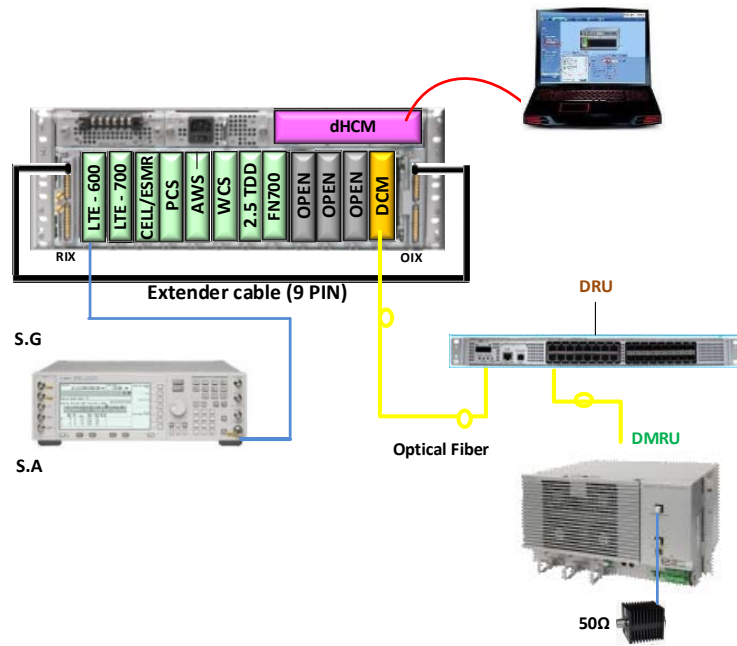 dHCM
LTE - 600
LTE - 700
CELL/ESMR
PCS
AWS
WCS
2.5 TDD
FN700
OPEN
OPEN
OPEN
DCM
RIX
OIX
Extender cable (9 PIN)
DRU
S.G
S.A
Optical Fiber
DMRU
50Ω